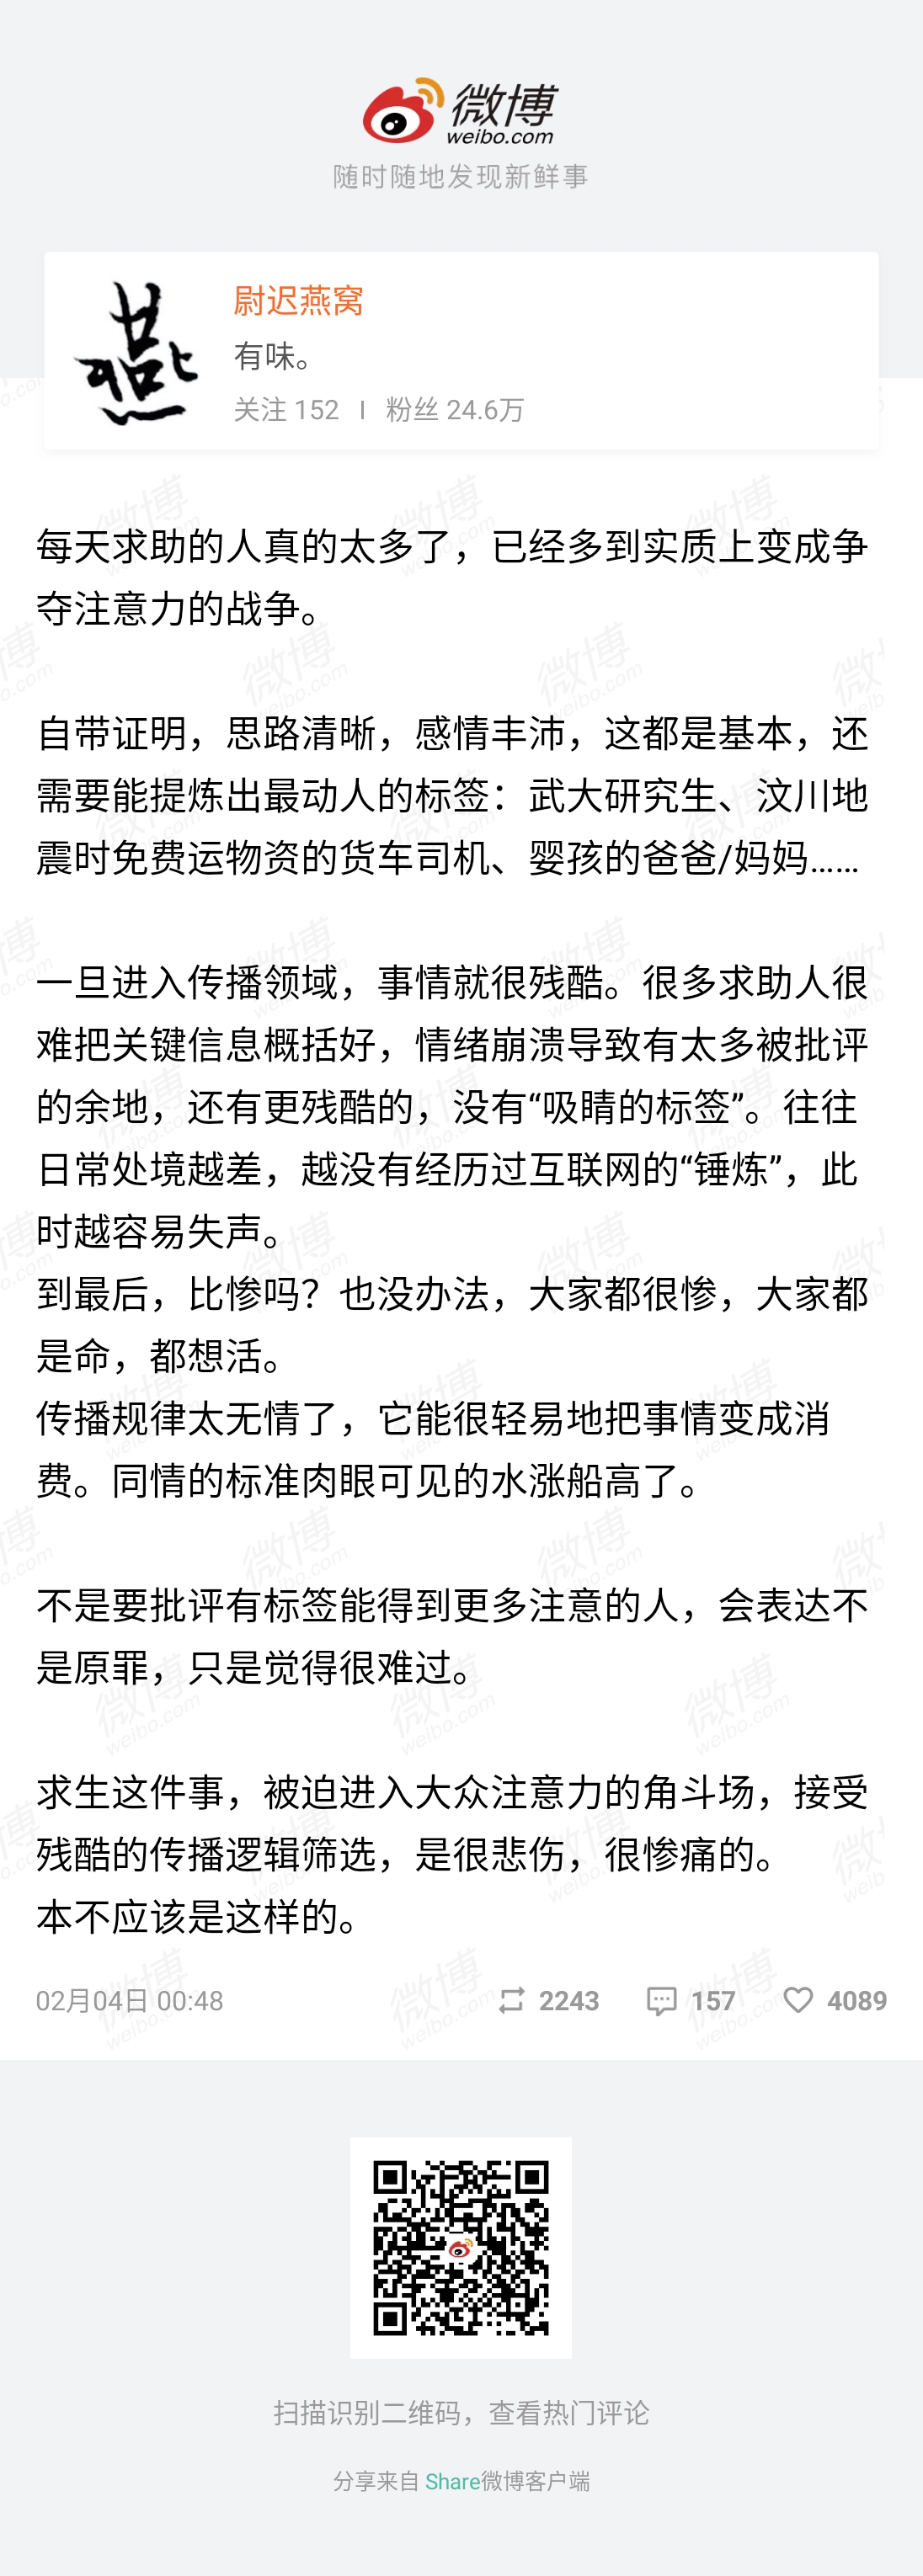 微博
weibo.com
随时随地发现新鲜事
燕
尉迟燕窝
有味。
关注 152 | 粉丝 24.6万
每天求助的人真的太多了，已经多到实质上变成争
夺注意力的战争。
自带证明，思路清晰，感情丰沛，这都是基本，还
需要能提炼出最动人的标签：武大研究生、汶川地
震时免费运物资的货车司机、婴孩的爸爸/妈妈……
一旦进入传播领域，事情就很残酷。很多求助人很
难把关键信息概括好，情绪崩溃导致有太多被批评
的余地，还有更残酷的，没有“吸睛的标签”。往往
日常处境越差，越没有经历过互联网的“锤炼”，此
时越容易失声。
到最后，比惨吗？也没办法，大家都很惨，大家都
是命，都想活。
传播规律太无情了，它能很轻易地把事情变成消
费。同情的标准肉眼可见的水涨船高了。
不是要批评有标签能得到更多注意的人，会表达不
是原罪，只是觉得很难过。
求生这件事，被迫进入大众注意力的角斗场，接受
残酷的传播逻辑筛选，是很悲伤，很惨痛的。
本不应该是这样的。
02月04日 00:48 2243 157 4089
扫描识别二维码，查看热门评论
分享来自 Share微博客户端